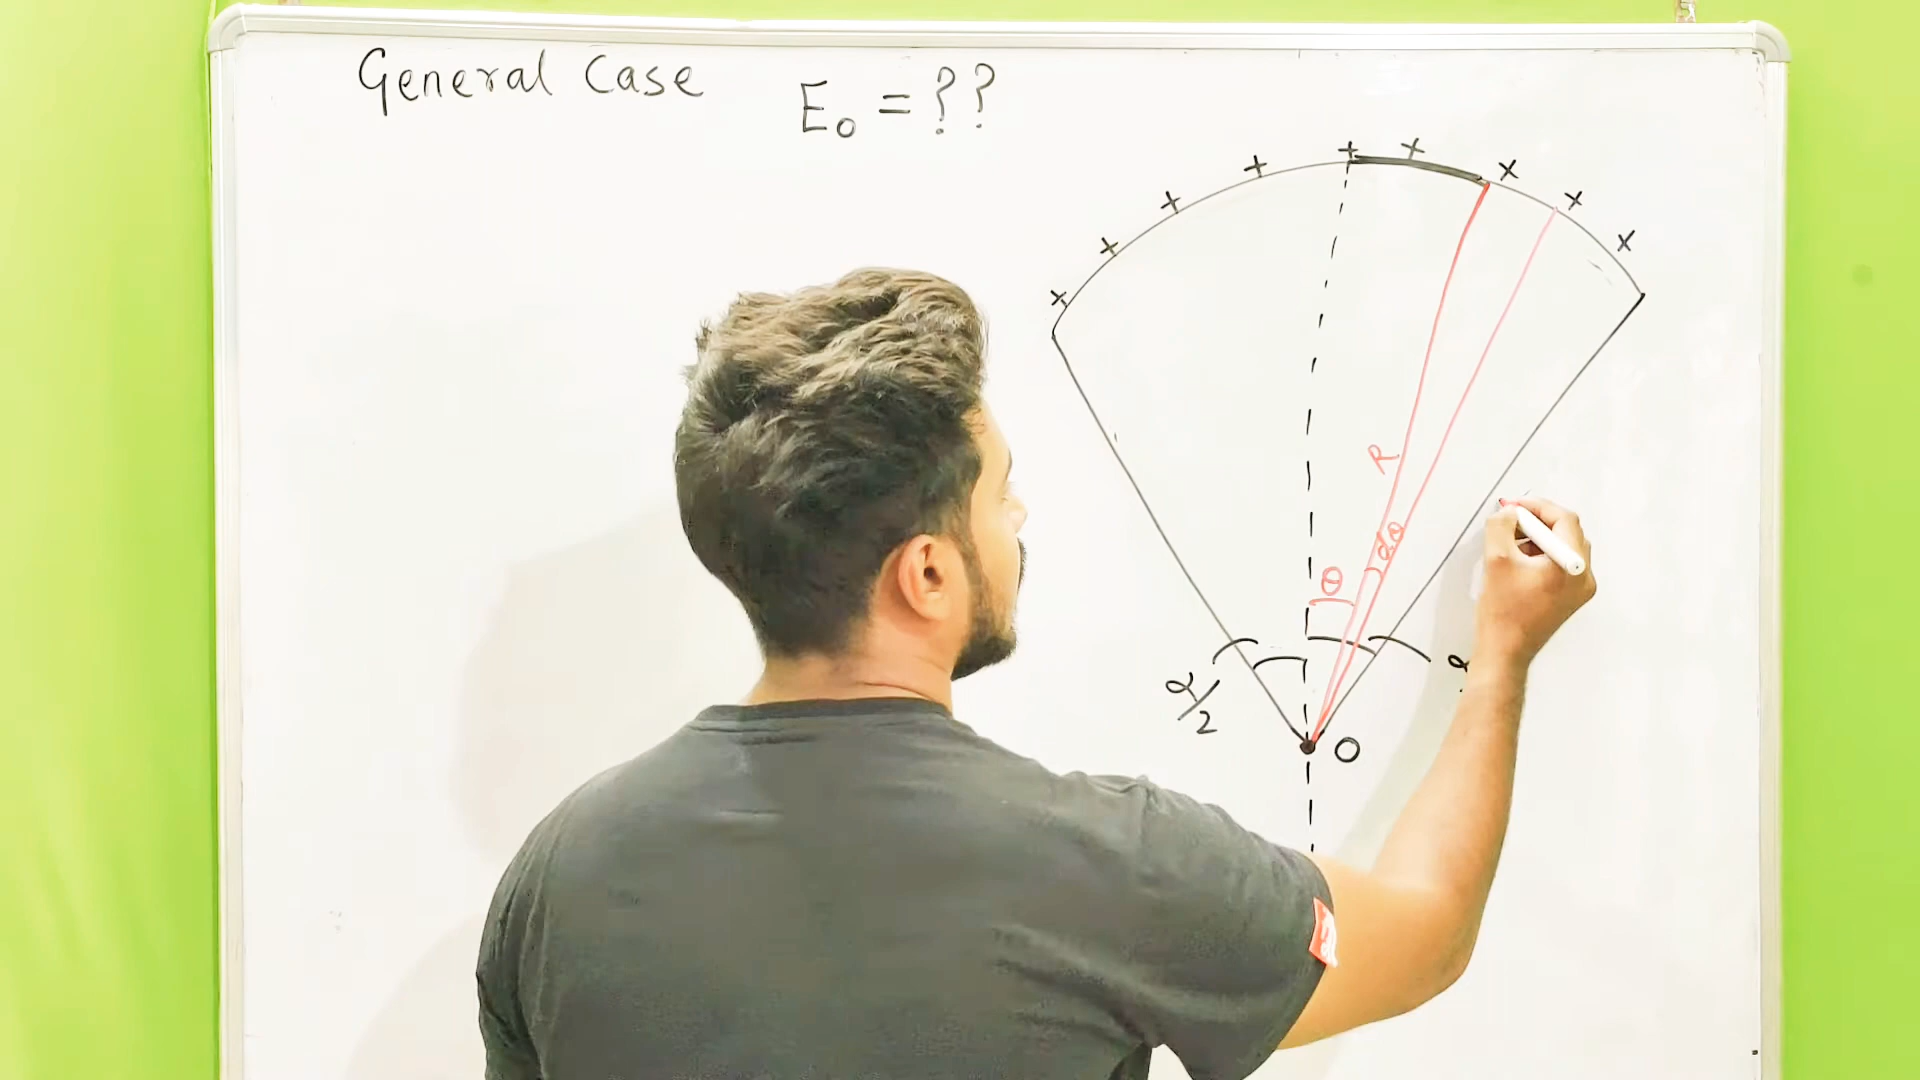 General Case
E₀ = ??
+ + + + + + + + +
R
dθ
θ
α/2
α
O